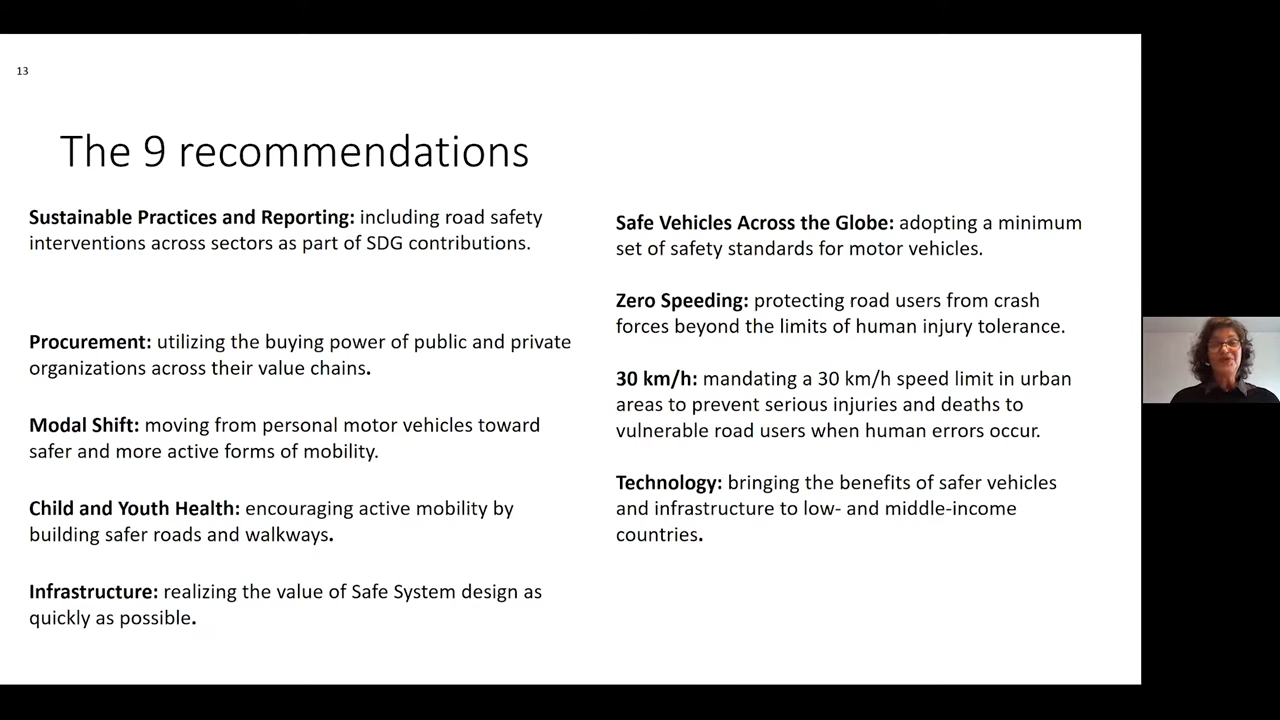 13
The 9 recommendations
Sustainable Practices and Reporting: including road safety
interventions across sectors as part of SDG contributions.
Procurement: utilizing the buying power of public and private
organizations across their value chains.
Modal Shift: moving from personal motor vehicles toward
safer and more active forms of mobility.
Child and Youth Health: encouraging active mobility by
building safer roads and walkways.
Infrastructure: realizing the value of Safe System design as
quickly as possible.
Safe Vehicles Across the Globe: adopting a minimum
set of safety standards for motor vehicles.
Zero Speeding: protecting road users from crash
forces beyond the limits of human injury tolerance.
30 km/h: mandating a 30 km/h speed limit in urban
areas to prevent serious injuries and deaths to
vulnerable road users when human errors occur.
Technology: bringing the benefits of safer vehicles
and infrastructure to low- and middle-income
countries.